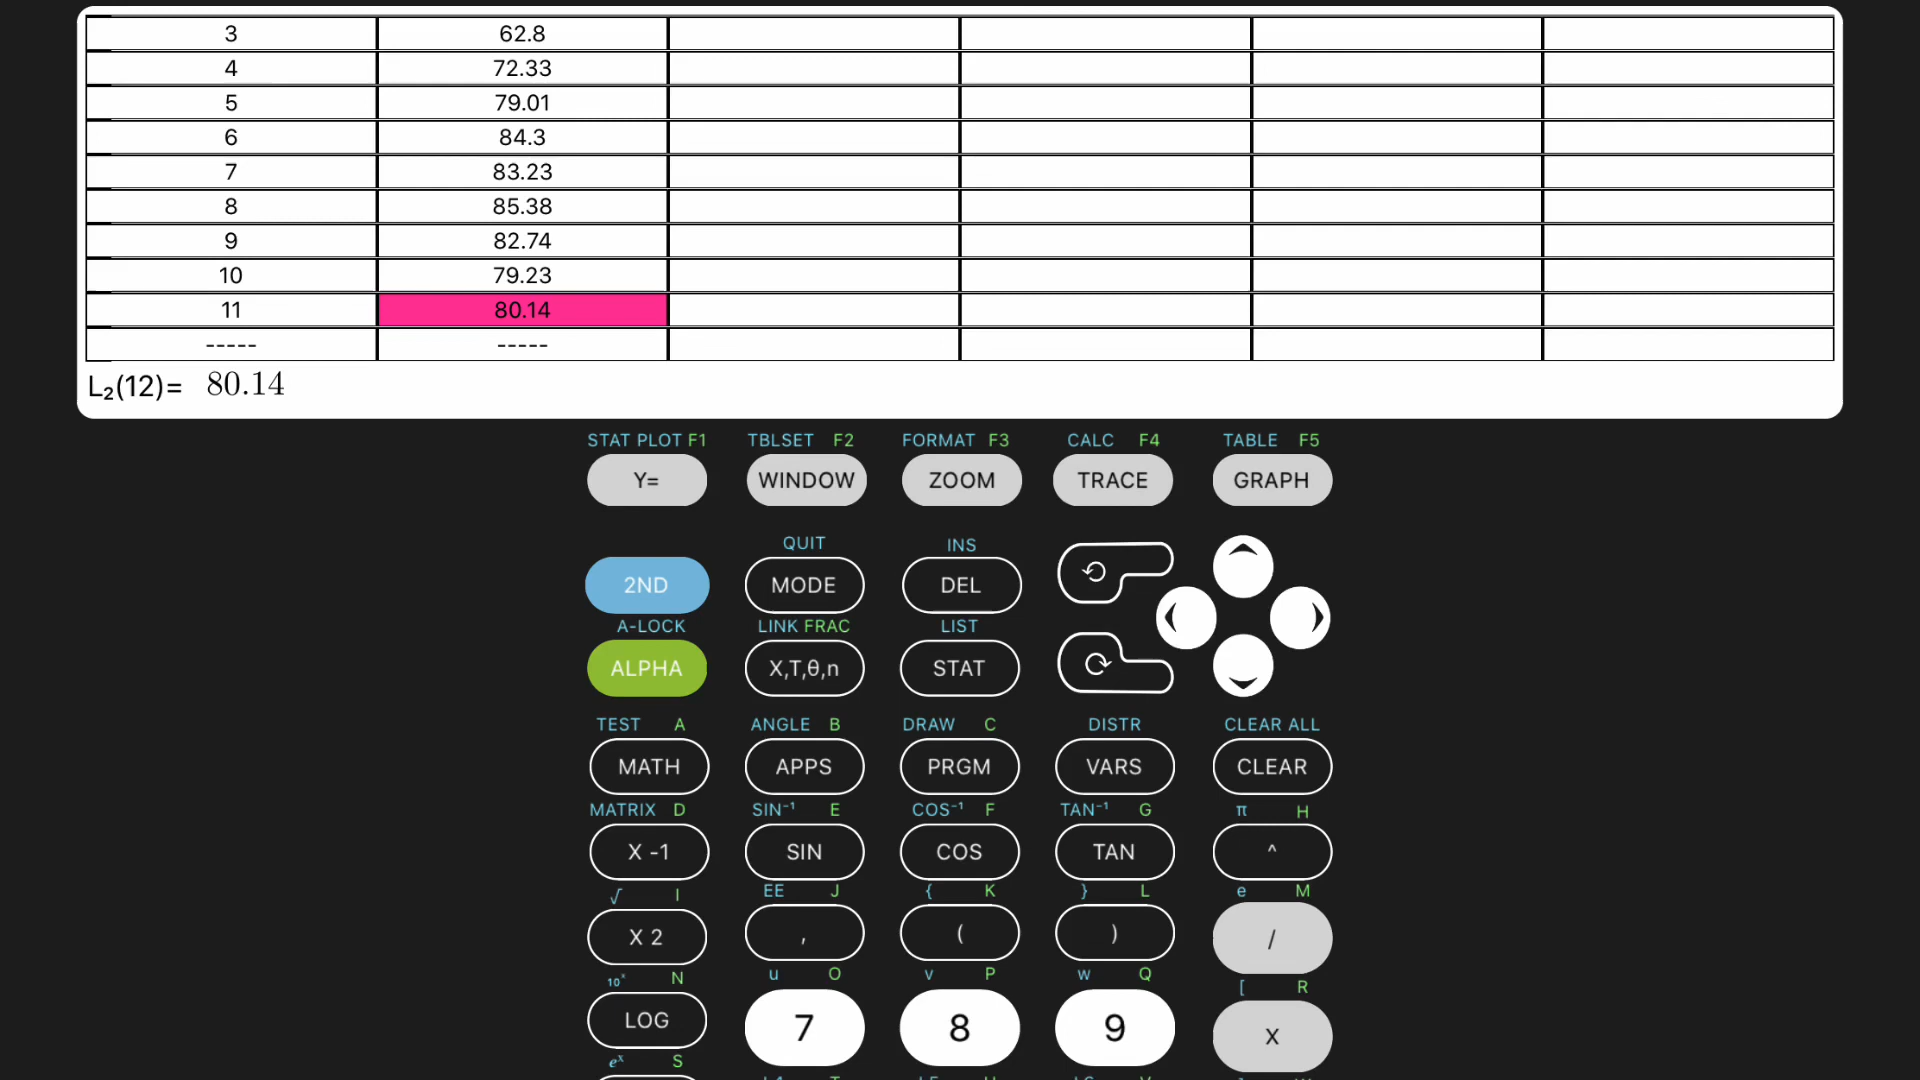 3 62.8
4 72.33
5 79.01
6 84.3
7 83.23
8 85.38
9 82.74
10 79.23
11 80.14
----- -----
L₂(12)= 80.14
STAT PLOT F1 TBLSET F2 FORMAT F3 CALC F4 TABLE F5
Y= WINDOW ZOOM TRACE GRAPH
QUIT INS
2ND MODE DEL
A-LOCK LINK FRAC LIST
ALPHA X,T,θ,n STAT
TEST A ANGLE B DRAW C DISTR CLEAR ALL
MATH APPS PRGM VARS CLEAR
MATRIX D SIN⁻¹ E COS⁻¹ F TAN⁻¹ G π H
X -1 SIN COS TAN ^
√ I EE J { K } L e M
X 2 , ( ) /
10ˣ N u O v P w Q [ R
LOG 7 8 9 X
eˣ S